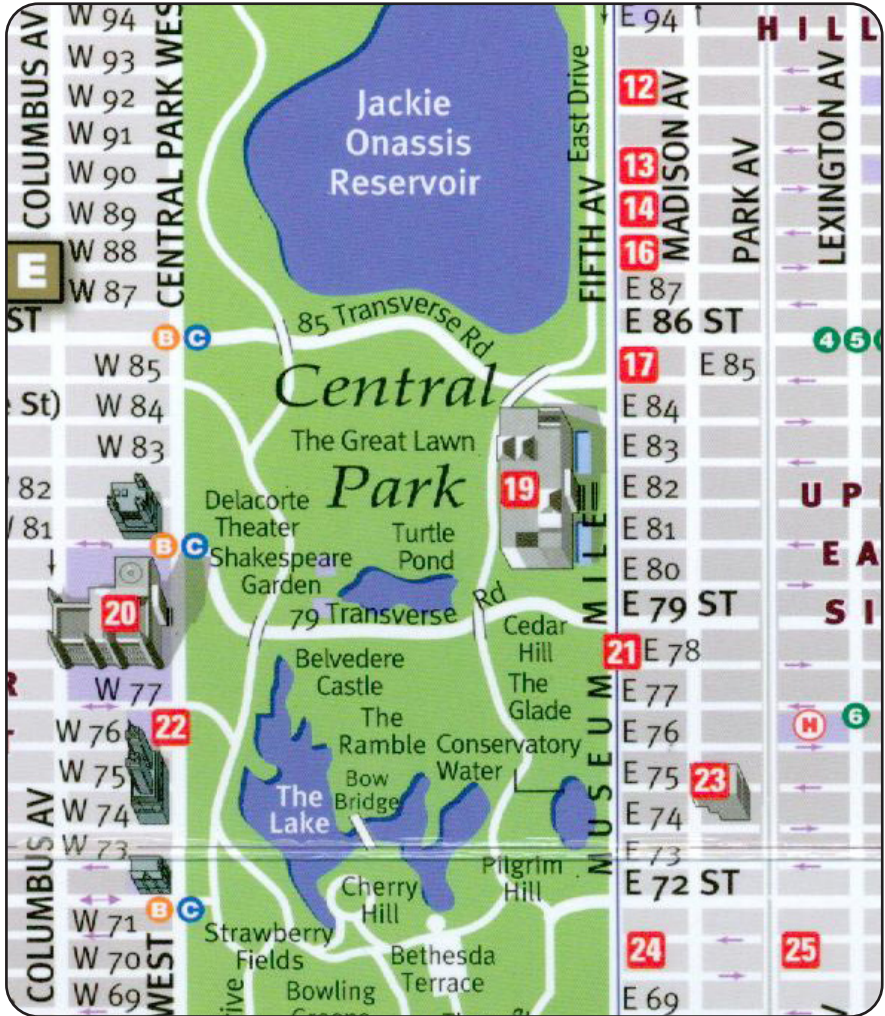 COLUMBUS AV
W 94
W 93
W 92
W 91
W 90
W 89
W 88
W 87
CENTRAL PARK WES
E
ST
B C
W 85
W 84
W 83
e St)
82
81
B C
20
W 77
R
W 76
22
W 75
W 74
W 73
COLUMBUS AV
B C
W 71
W 70
W 69
WEST
Jackie
Onassis
Reservoir
East Drive
FIFTH AV
85 Transverse Rd
Central
Park
The Great Lawn
19
Delacorte
Theater
Shakespeare
Garden
Turtle
Pond
79 Transverse Rd
Belvedere
Castle
Cedar
Hill
The
Glade
The
Ramble
Conservatory
Water
Bow
Bridge
The
Lake
Pilgrim
Hill
Cherry
Hill
Strawberry
Fields
Bethesda
Terrace
Bowling
MUSEUM MILE
E 94
12
13
14
16
E 87
E 86 ST
17
E 85
E 84
E 83
E 82
E 81
E 80
E 79 ST
21
E 78
E 77
E 76
E 75
23
E 74
E 73
E 72 ST
24
25
E 69
MADISON AV
PARK AV
LEXINGTON AV
HILL
4 5
UP
EA
SI
H
6